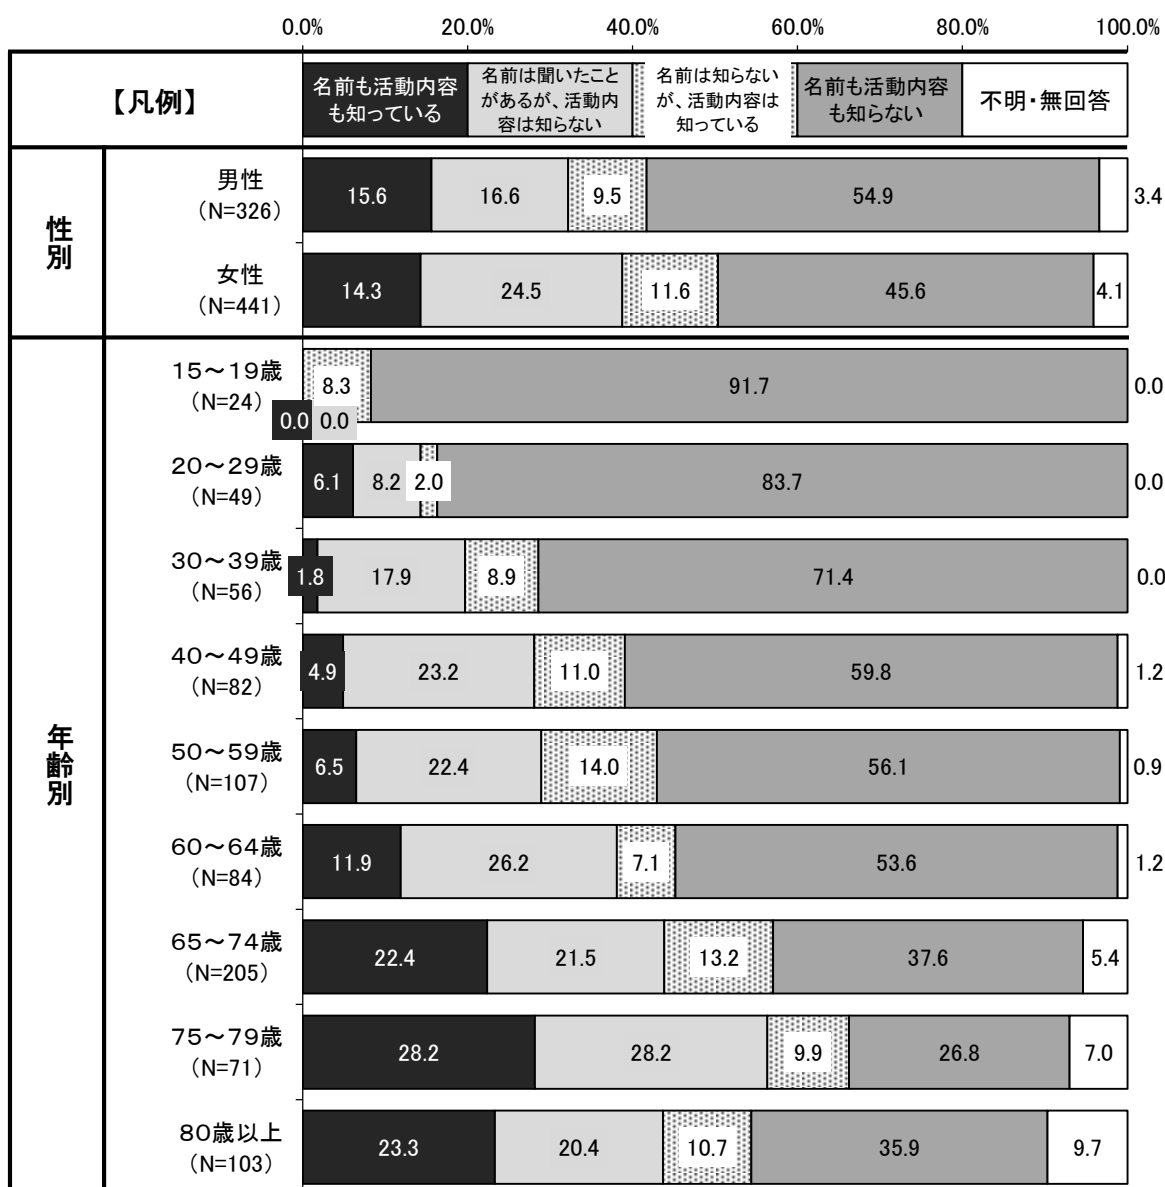 0.0% 20.0% 40.0% 60.0% 80.0% 100.0%
【凡例】
名前も活動内容
も知っている
名前は聞いたこと
があるが、活動内
容は知らない
名前は知らない
が、活動内容は
知っている
名前も活動内容
も知らない
不明・無回答
性別
男性
(N=326)
15.6 16.6 9.5 54.9 3.4
女性
(N=441)
14.3 24.5 11.6 45.6 4.1
年齢別
15～19歳
(N=24)
8.3 91.7 0.0
0.0 0.0
20～29歳
(N=49)
6.1 8.2 2.0 83.7 0.0
30～39歳
(N=56)
1.8 17.9 8.9 71.4 0.0
40～49歳
(N=82)
4.9 23.2 11.0 59.8 1.2
50～59歳
(N=107)
6.5 22.4 14.0 56.1 0.9
60～64歳
(N=84)
11.9 26.2 7.1 53.6 1.2
65～74歳
(N=205)
22.4 21.5 13.2 37.6 5.4
75～79歳
(N=71)
28.2 28.2 9.9 26.8 7.0
80歳以上
(N=103)
23.3 20.4 10.7 35.9 9.7